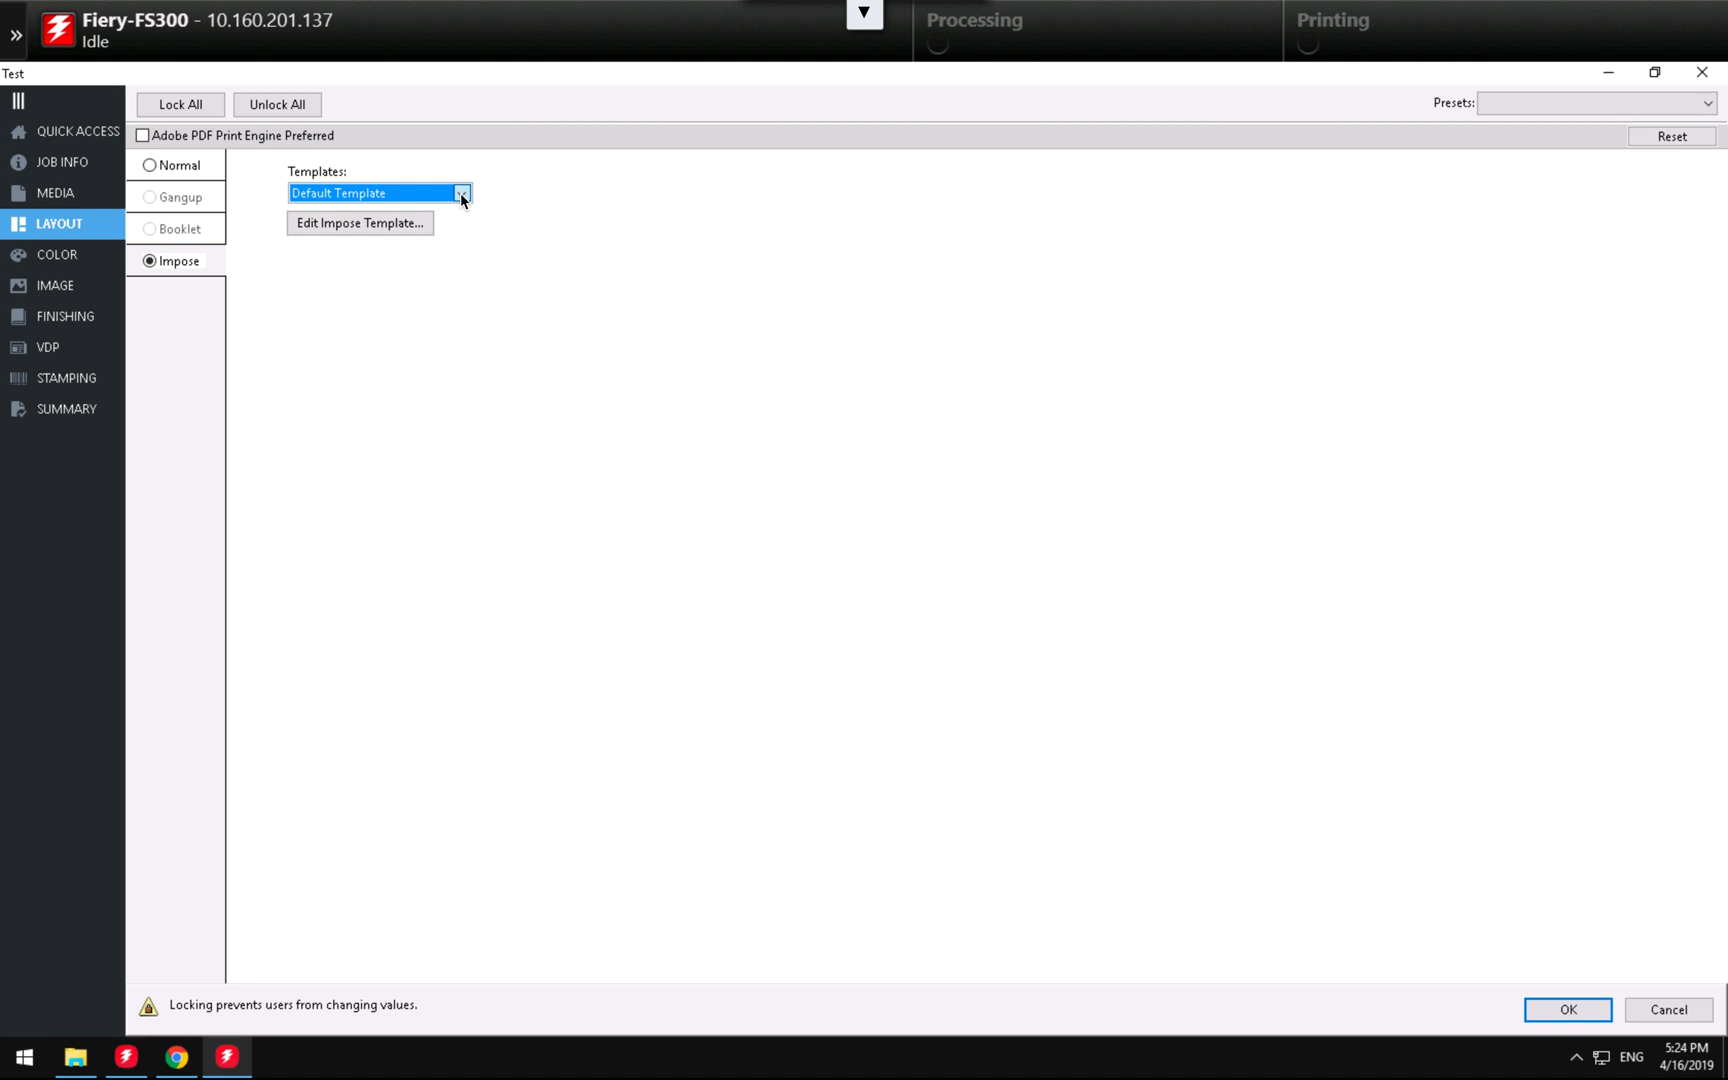 Fiery-FS300 - 10.160.201.137
Idle
Processing
Printing
Test
Lock All
Unlock All
Presets:
QUICK ACCESS
Adobe PDF Print Engine Preferred
Reset
JOB INFO
MEDIA
LAYOUT
COLOR
IMAGE
FINISHING
VDP
STAMPING
SUMMARY
Normal
Gangup
Booklet
Impose
Templates:
Default Template
Edit Impose Template...
Locking prevents users from changing values.
OK
Cancel
ENG
5:24 PM
4/16/2019